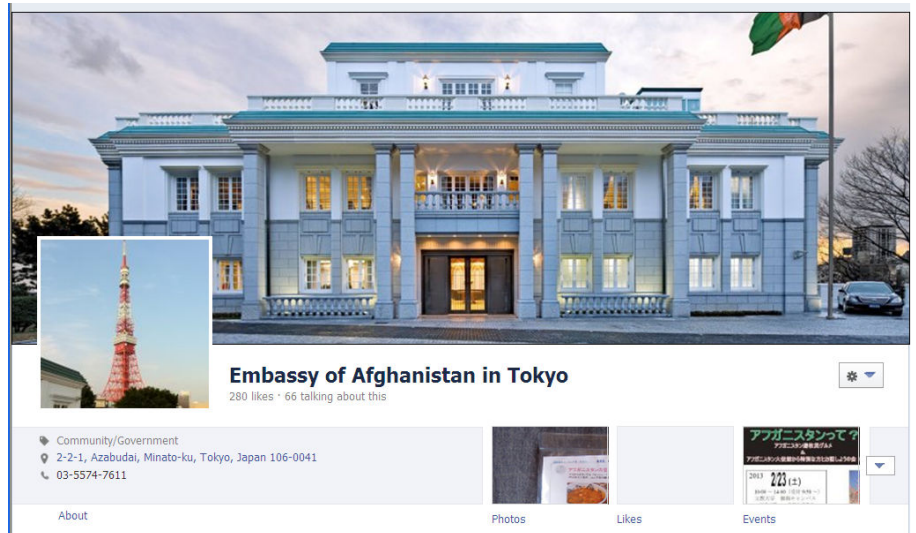 Embassy of Afghanistan in Tokyo
280 likes · 66 talking about this
Community/Government
2-2-1, Azabudai, Minato-ku, Tokyo, Japan 106-0041
03-5574-7611
About
アフガニスタンって？
2013 2/23(土)
Photos
Likes
Events